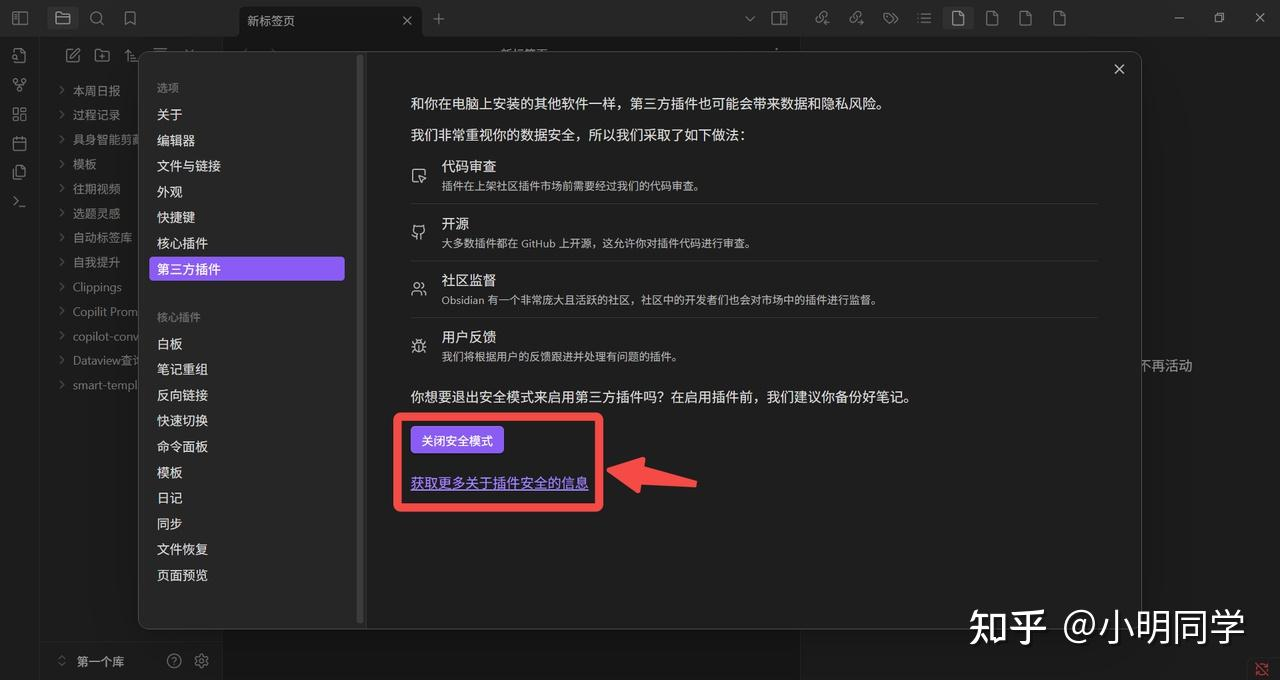 新标签页
本周日报
过程记录
具身智能剪藏
模板
往期视频
选题灵感
自动标签库
自我提升
Clippings
Copilit Prom
copilot-conv
Dataview查询
smart-templ
第一个库
选项
关于
编辑器
文件与链接
外观
快捷键
核心插件
第三方插件
核心插件
白板
笔记重组
反向链接
快速切换
命令面板
模板
日记
同步
文件恢复
页面预览
和你在电脑上安装的其他软件一样，第三方插件也可能会带来数据和隐私风险。
我们非常重视你的数据安全，所以我们采取了如下做法：
代码审查
插件在上架社区插件市场前需要经过我们的代码审查。
开源
大多数插件都在 GitHub 上开源，这允许你对插件代码进行审查。
社区监督
Obsidian 有一个非常庞大且活跃的社区，社区中的开发者们也会对市场中的插件进行监督。
用户反馈
我们将根据用户的反馈跟进并处理有问题的插件。
你想要退出安全模式来启用第三方插件吗？在启用插件前，我们建议你备份好笔记。
关闭安全模式
获取更多关于插件安全的信息
不再活动
知乎 @小明同学